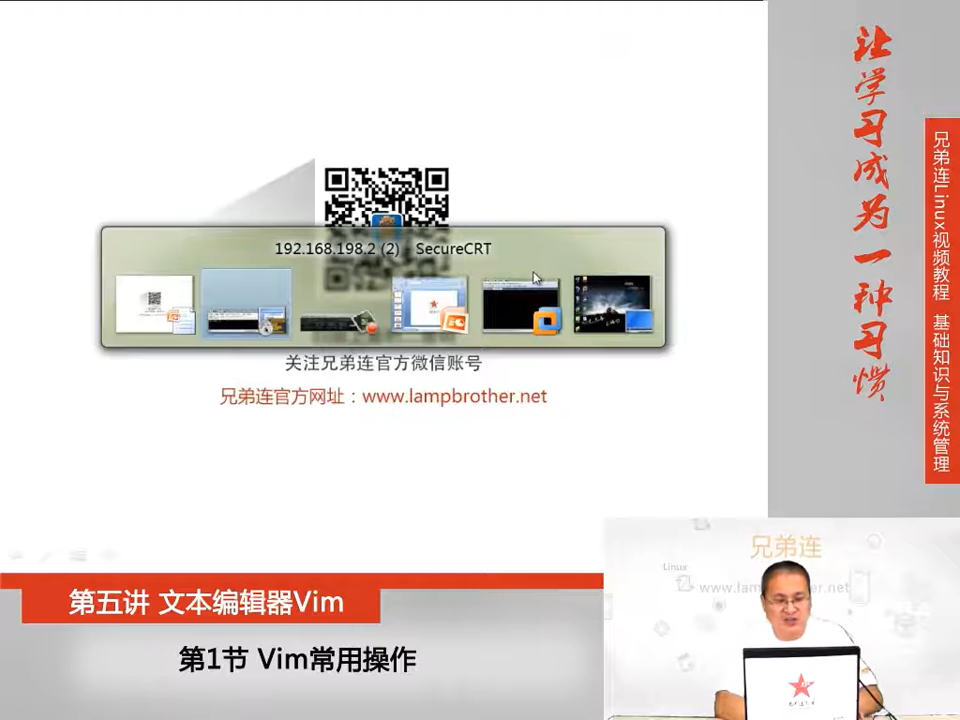 让学习成为一种习惯
兄弟连Linux视频教程 基础知识与系统管理
192.168.198.2 (2) - SecureCRT
关注兄弟连官方微信账号
兄弟连官方网址：www.lampbrother.net
第五讲 文本编辑器Vim
第1节 Vim常用操作
兄弟连
Linux